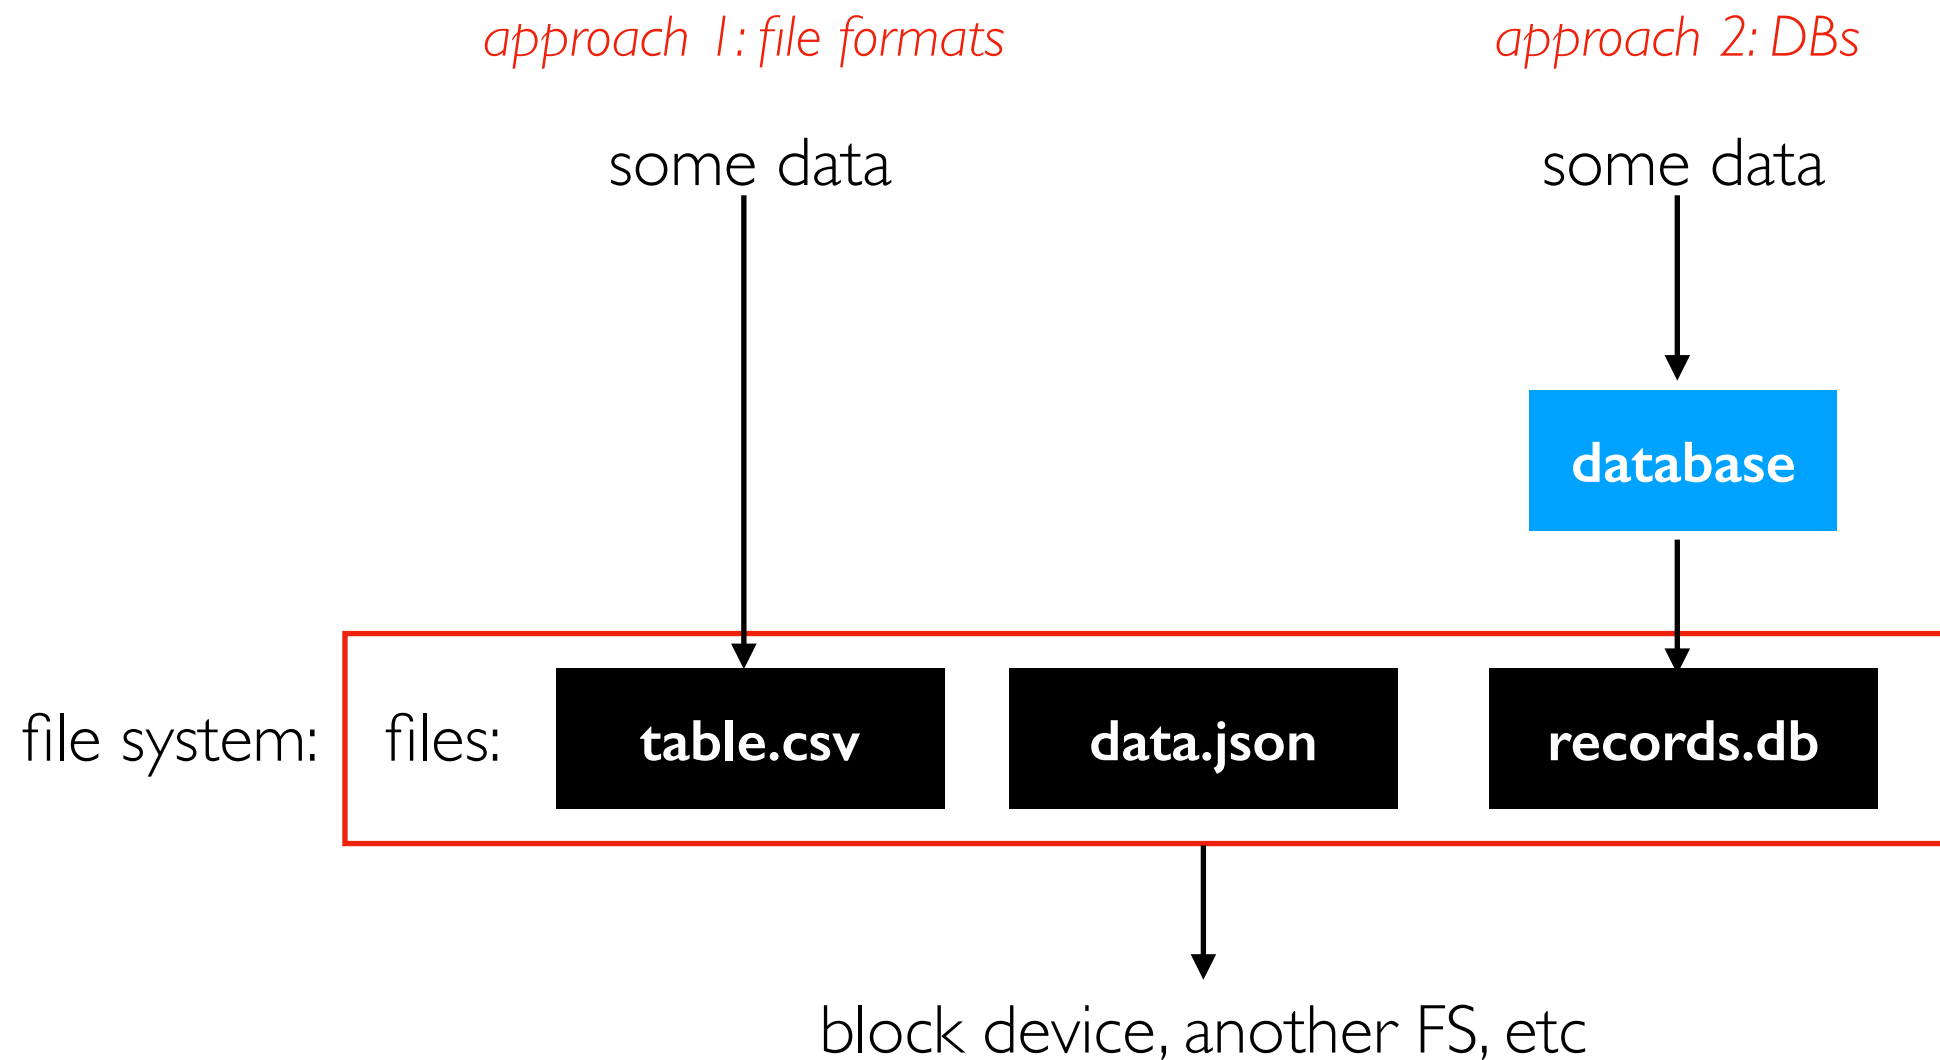 approach 1: file formats
approach 2: DBs
some data
some data
database
file system:
files:
table.csv
data.json
records.db
block device, another FS, etc